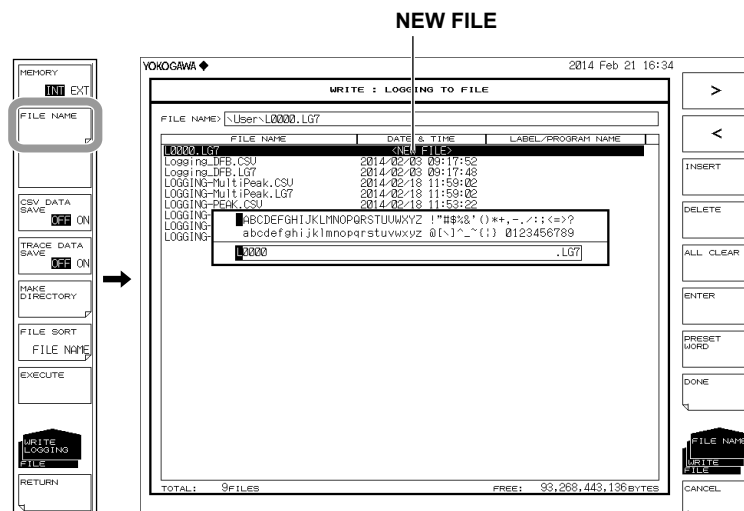 NEW FILE
MEMORY
INT EXT
FILE NAME
CSV DATA
SAVE
OFF ON
TRACE DATA
SAVE
OFF ON
MAKE
DIRECTORY
FILE SORT
FILE NAME
EXECUTE
WRITE
LOGGING
FILE
RETURN
YOKOGAWA ◆ 2014 Feb 21 16:34
WRITE : LOGGING TO FILE
FILE NAME> \User\L0000.LG7
FILE NAME DATE & TIME LABEL/PROGRAM NAME
L0000.LG7 <NEW FILE>
Logging_DFB.CSV 2014/02/03 09:17:52
Logging_DFB.LG7 2014/02/03 09:17:48
LOGGING-MultiPeak.CSV 2014/02/18 11:59:02
LOGGING-MultiPeak.LG7 2014/02/18 11:59:02
LOGGING-PEAK.CSV 2014/02/18 11:53:22
LOGGING-
LOGGING-
LOGGING-
ABCDEFGHIJKLMNOPQRSTUVWXYZ !"#$%&'()*+,-./:;<=>?
abcdefghijklmnopqrstuvwxyz @[\]^_~{¦} 0123456789
L0000 .LG7
TOTAL: 9FILES FREE: 93,268,443,136BYTES
>
<
INSERT
DELETE
ALL CLEAR
ENTER
PRESET
WORD
DONE
FILE NAME
WRITE
FILE
CANCEL